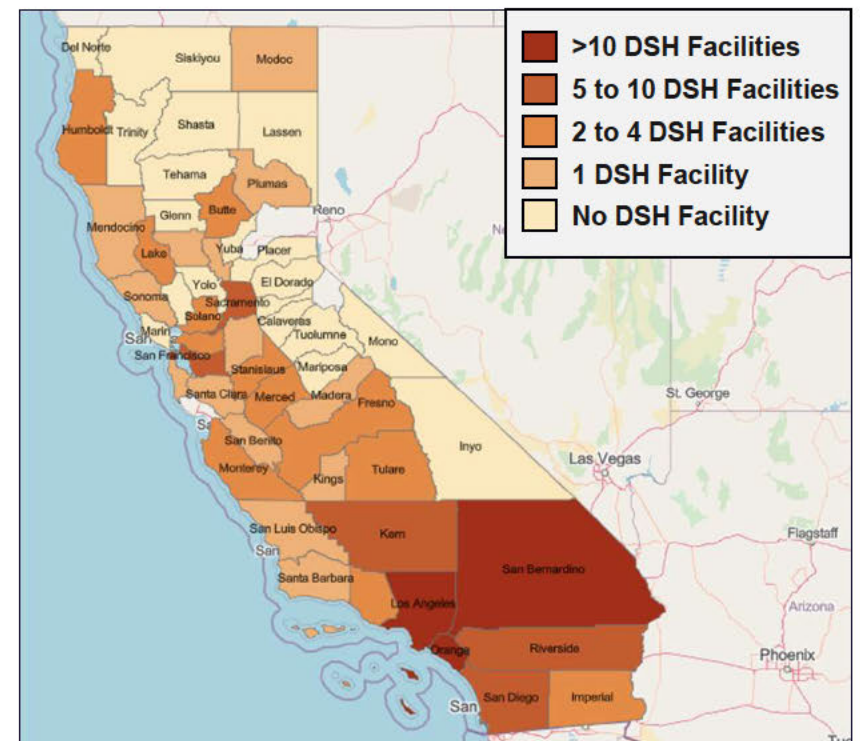 >10 DSH Facilities
5 to 10 DSH Facilities
2 to 4 DSH Facilities
1 DSH Facility
No DSH Facility
Del Norte
Siskiyou
Modoc
Humboldt
Trinity
Shasta
Lassen
Tehama
Plumas
Glenn
Butte
Reno
Mendocino
Lake
Yuba
Placer
Yolo
El Dorado
Sonoma
Sacramento
Solano
Calaveras
Marin
Tuolumne
Mono
San
San Francisco
Stanislaus
Mariposa
Santa Clara
Merced
Madera
Fresno
St. George
San Benito
Inyo
Las Vegas
Monterey
Kings
Tulare
San Luis Obispo
Kern
Flagstaff
San
Santa Barbara
San Bernardino
Los Angeles
Arizona
Orange
Riverside
Phoenix
San Diego
Imperial
San